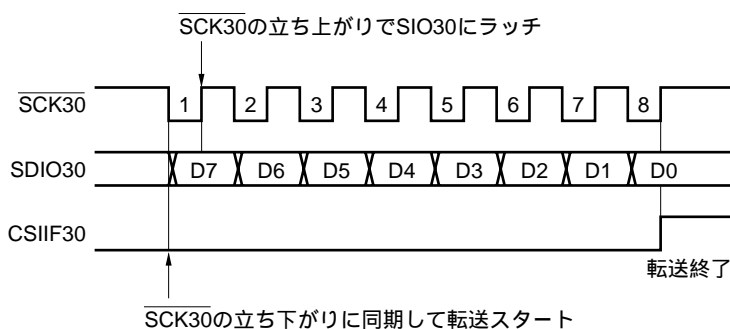 SCK30の立ち上がりでSIO30にラッチ
SCK30 1 2 3 4 5 6 7 8
SDIO30 D7 D6 D5 D4 D3 D2 D1 D0
CSIIF30
転送終了
SCK30の立ち下がりに同期して転送スタート